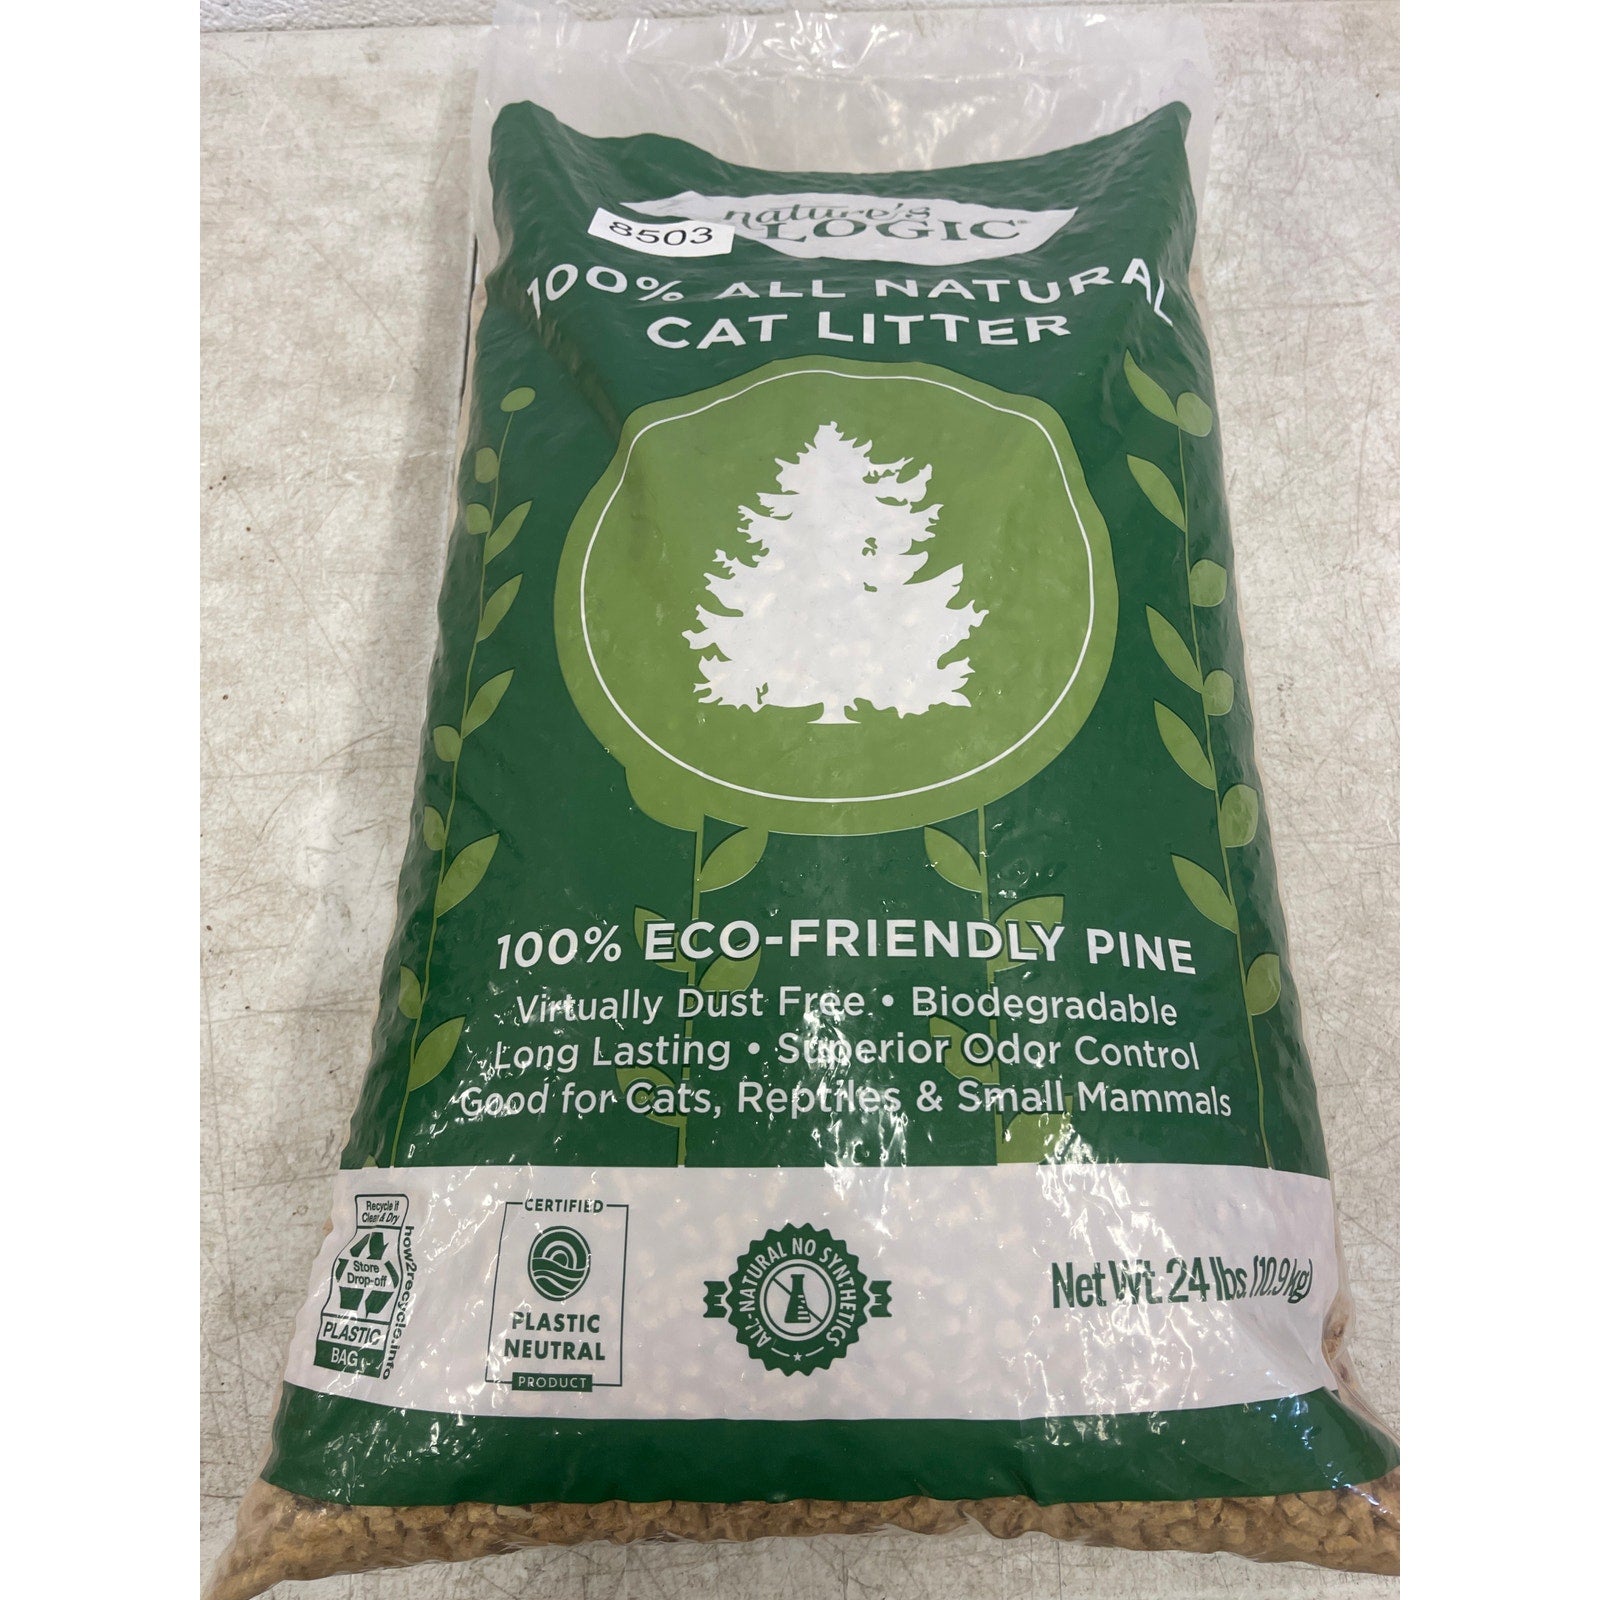 nature's
8503
LOGIC®
100% ALL NATURAL
CAT LITTER
100% ECO-FRIENDLY PINE
Virtually Dust Free • Biodegradable
Long Lasting • Superior Odor Control
Good for Cats, Reptiles & Small Mammals
Recycle if
Clean & Dry
Store
Drop-off
PLASTIC
BAG
how2recycle.info
CERTIFIED
PLASTIC
NEUTRAL
PRODUCT
ALL-NATURAL NO SYNTHETICS
Net Wt. 24 lbs. (10.9 kg)